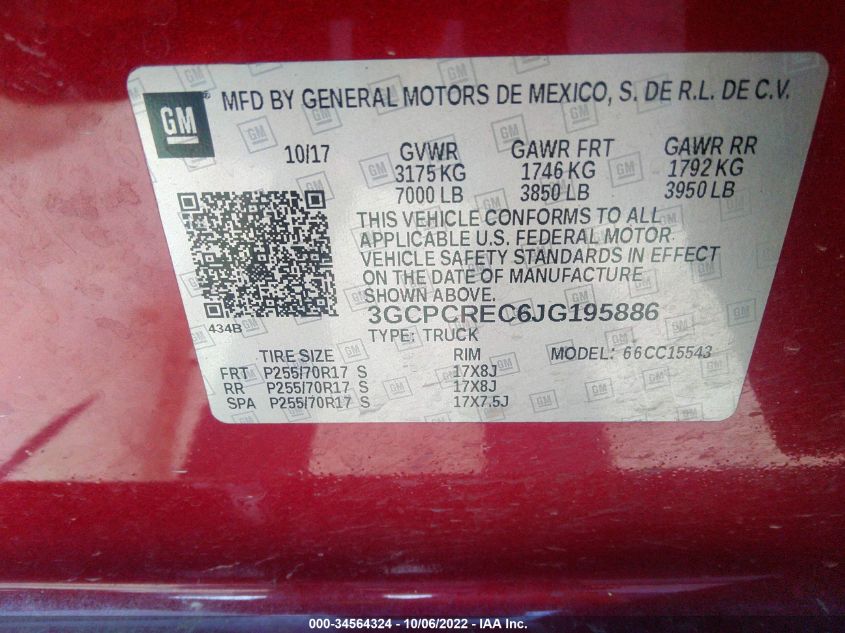 GM
MFD BY GENERAL MOTORS DE MEXICO, S. DE R.L. DE C.V.
10/17 GVWR GAWR FRT GAWR RR
3175 KG 1746 KG 1792 KG
7000 LB 3850 LB 3950 LB
THIS VEHICLE CONFORMS TO ALL
APPLICABLE U.S. FEDERAL MOTOR
VEHICLE SAFETY STANDARDS IN EFFECT
ON THE DATE OF MANUFACTURE
SHOWN ABOVE.
3GCPCREC6JG195886
434B
TYPE: TRUCK
TIRE SIZE RIM MODEL: 66CC15543
FRT P255/70R17 S 17X8J
RR P255/70R17 S 17X8J
SPA P255/70R17 S 17X7.5J
000-34564324 - 10/06/2022 - IAA Inc.